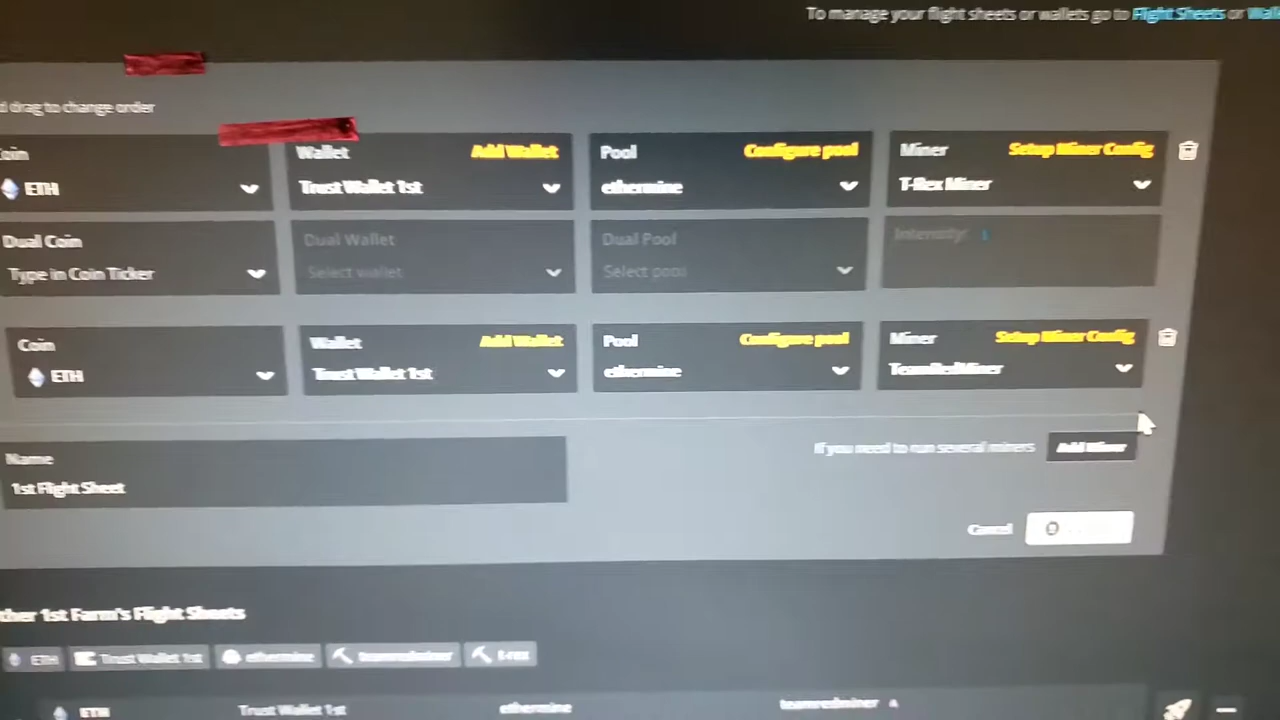 To manage your flight sheets or wallets go to Flight Sheets or
drag to change order
Wallet Add Wallet Pool Configure pool Miner Setup Miner Config
ETH Trust Wallet 1st ethermine T-Rex Miner
Dual Coin Dual Wallet Dual Pool Intensity:
Type in Coin Ticker Select wallet Select pool
Coin Wallet Add Wallet Pool Configure pool Miner Setup Miner Config
ETH Trust Wallet 1st ethermine TeamRedMiner
Name
1st Flight Sheet
If you need to run several miners Add Miner
Cancel
1st Farm's Flight Sheets
ETH Trust Wallet 1st ethermine teamredminer t-rex
ETH Trust Wallet 1st ethermine teamredminer